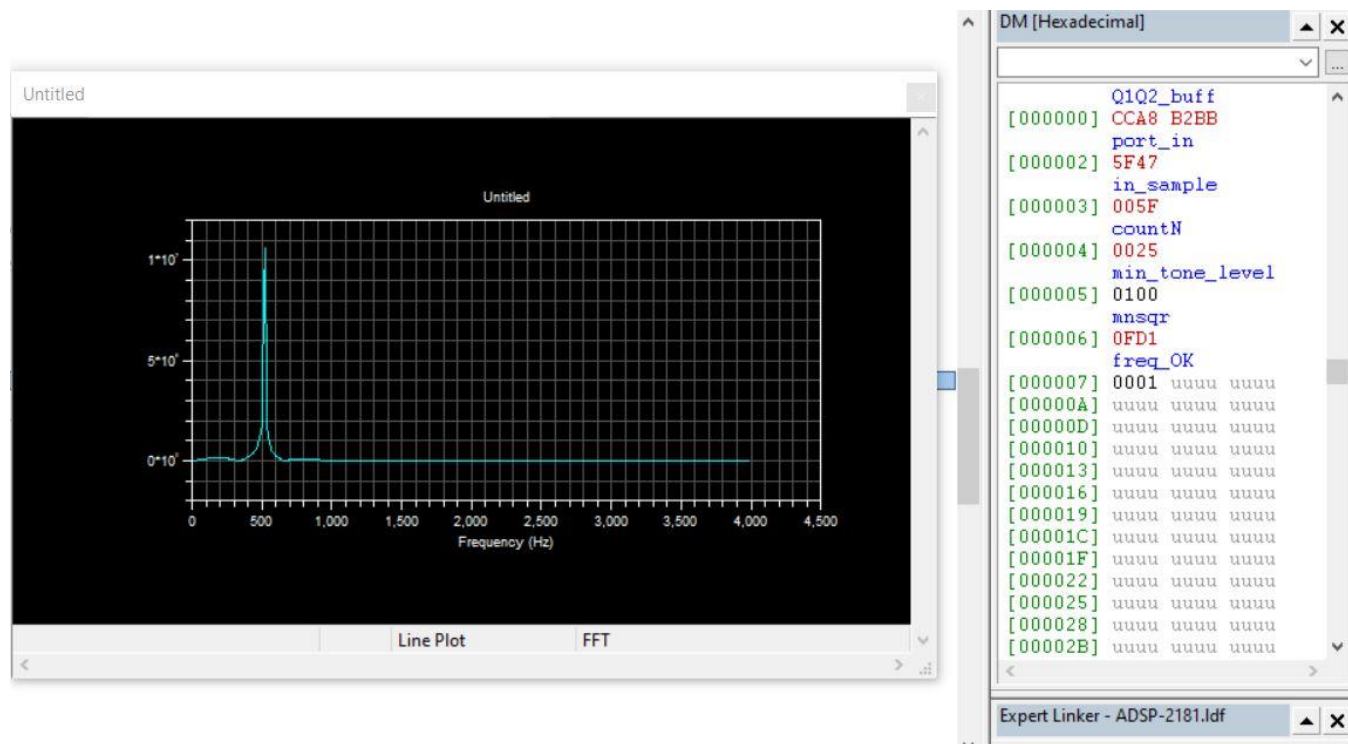 Untitled
Untitled
1*10⁷
5*10⁶
0*10⁰
0 500 1,000 1,500 2,000 2,500 3,000 3,500 4,000 4,500
Frequency (Hz)
Line Plot FFT
DM [Hexadecimal]
...
Q1Q2_buff
[000000] CCA8 B2BB
port_in
[000002] 5F47
in_sample
[000003] 005F
countN
[000004] 0025
min_tone_level
[000005] 0100
mnsqr
[000006] 0FD1
freq_OK
[000007] 0001 uuuu uuuu
[00000A] uuuu uuuu uuuu
[00000D] uuuu uuuu uuuu
[000010] uuuu uuuu uuuu
[000013] uuuu uuuu uuuu
[000016] uuuu uuuu uuuu
[000019] uuuu uuuu uuuu
[00001C] uuuu uuuu uuuu
[00001F] uuuu uuuu uuuu
[000022] uuuu uuuu uuuu
[000025] uuuu uuuu uuuu
[000028] uuuu uuuu uuuu
[00002B] uuuu uuuu uuuu
Expert Linker - ADSP-2181.ldf